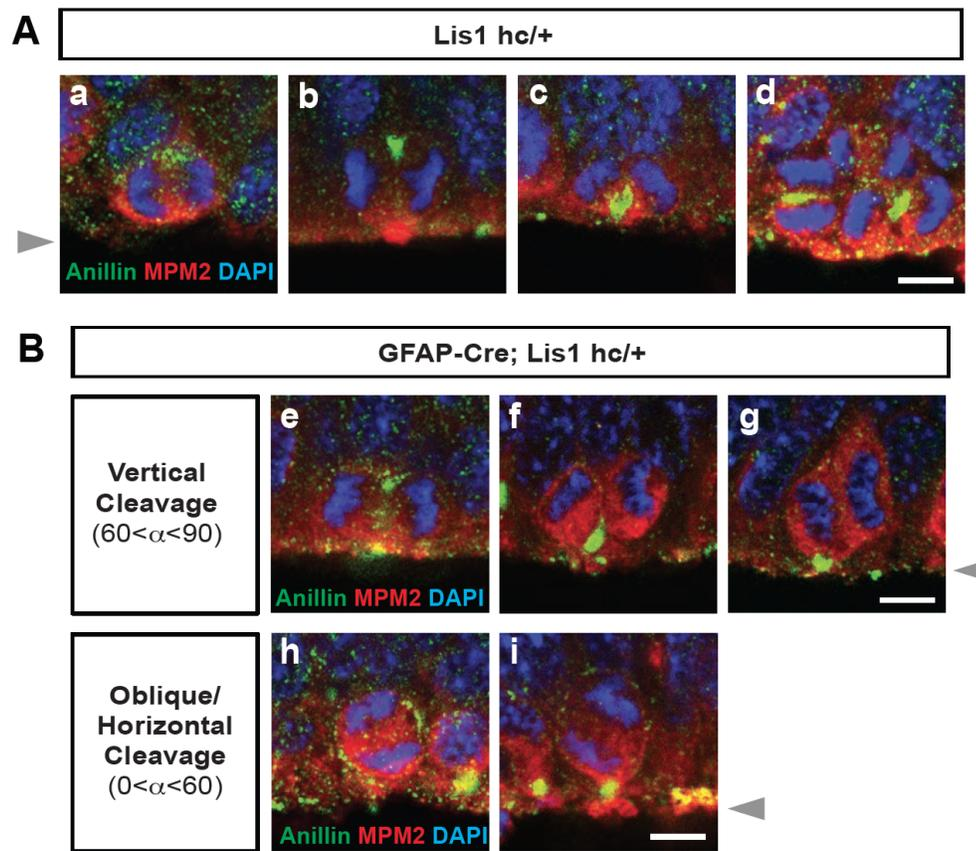 A
Lis1 hc/+
a
b
c
d
Anillin MPM2 DAPI
B
GFAP-Cre; Lis1 hc/+
Vertical
Cleavage
(60<α<90)
e
f
g
Anillin MPM2 DAPI
Oblique/
Horizontal
Cleavage
(0<α<60)
h
i
Anillin MPM2 DAPI